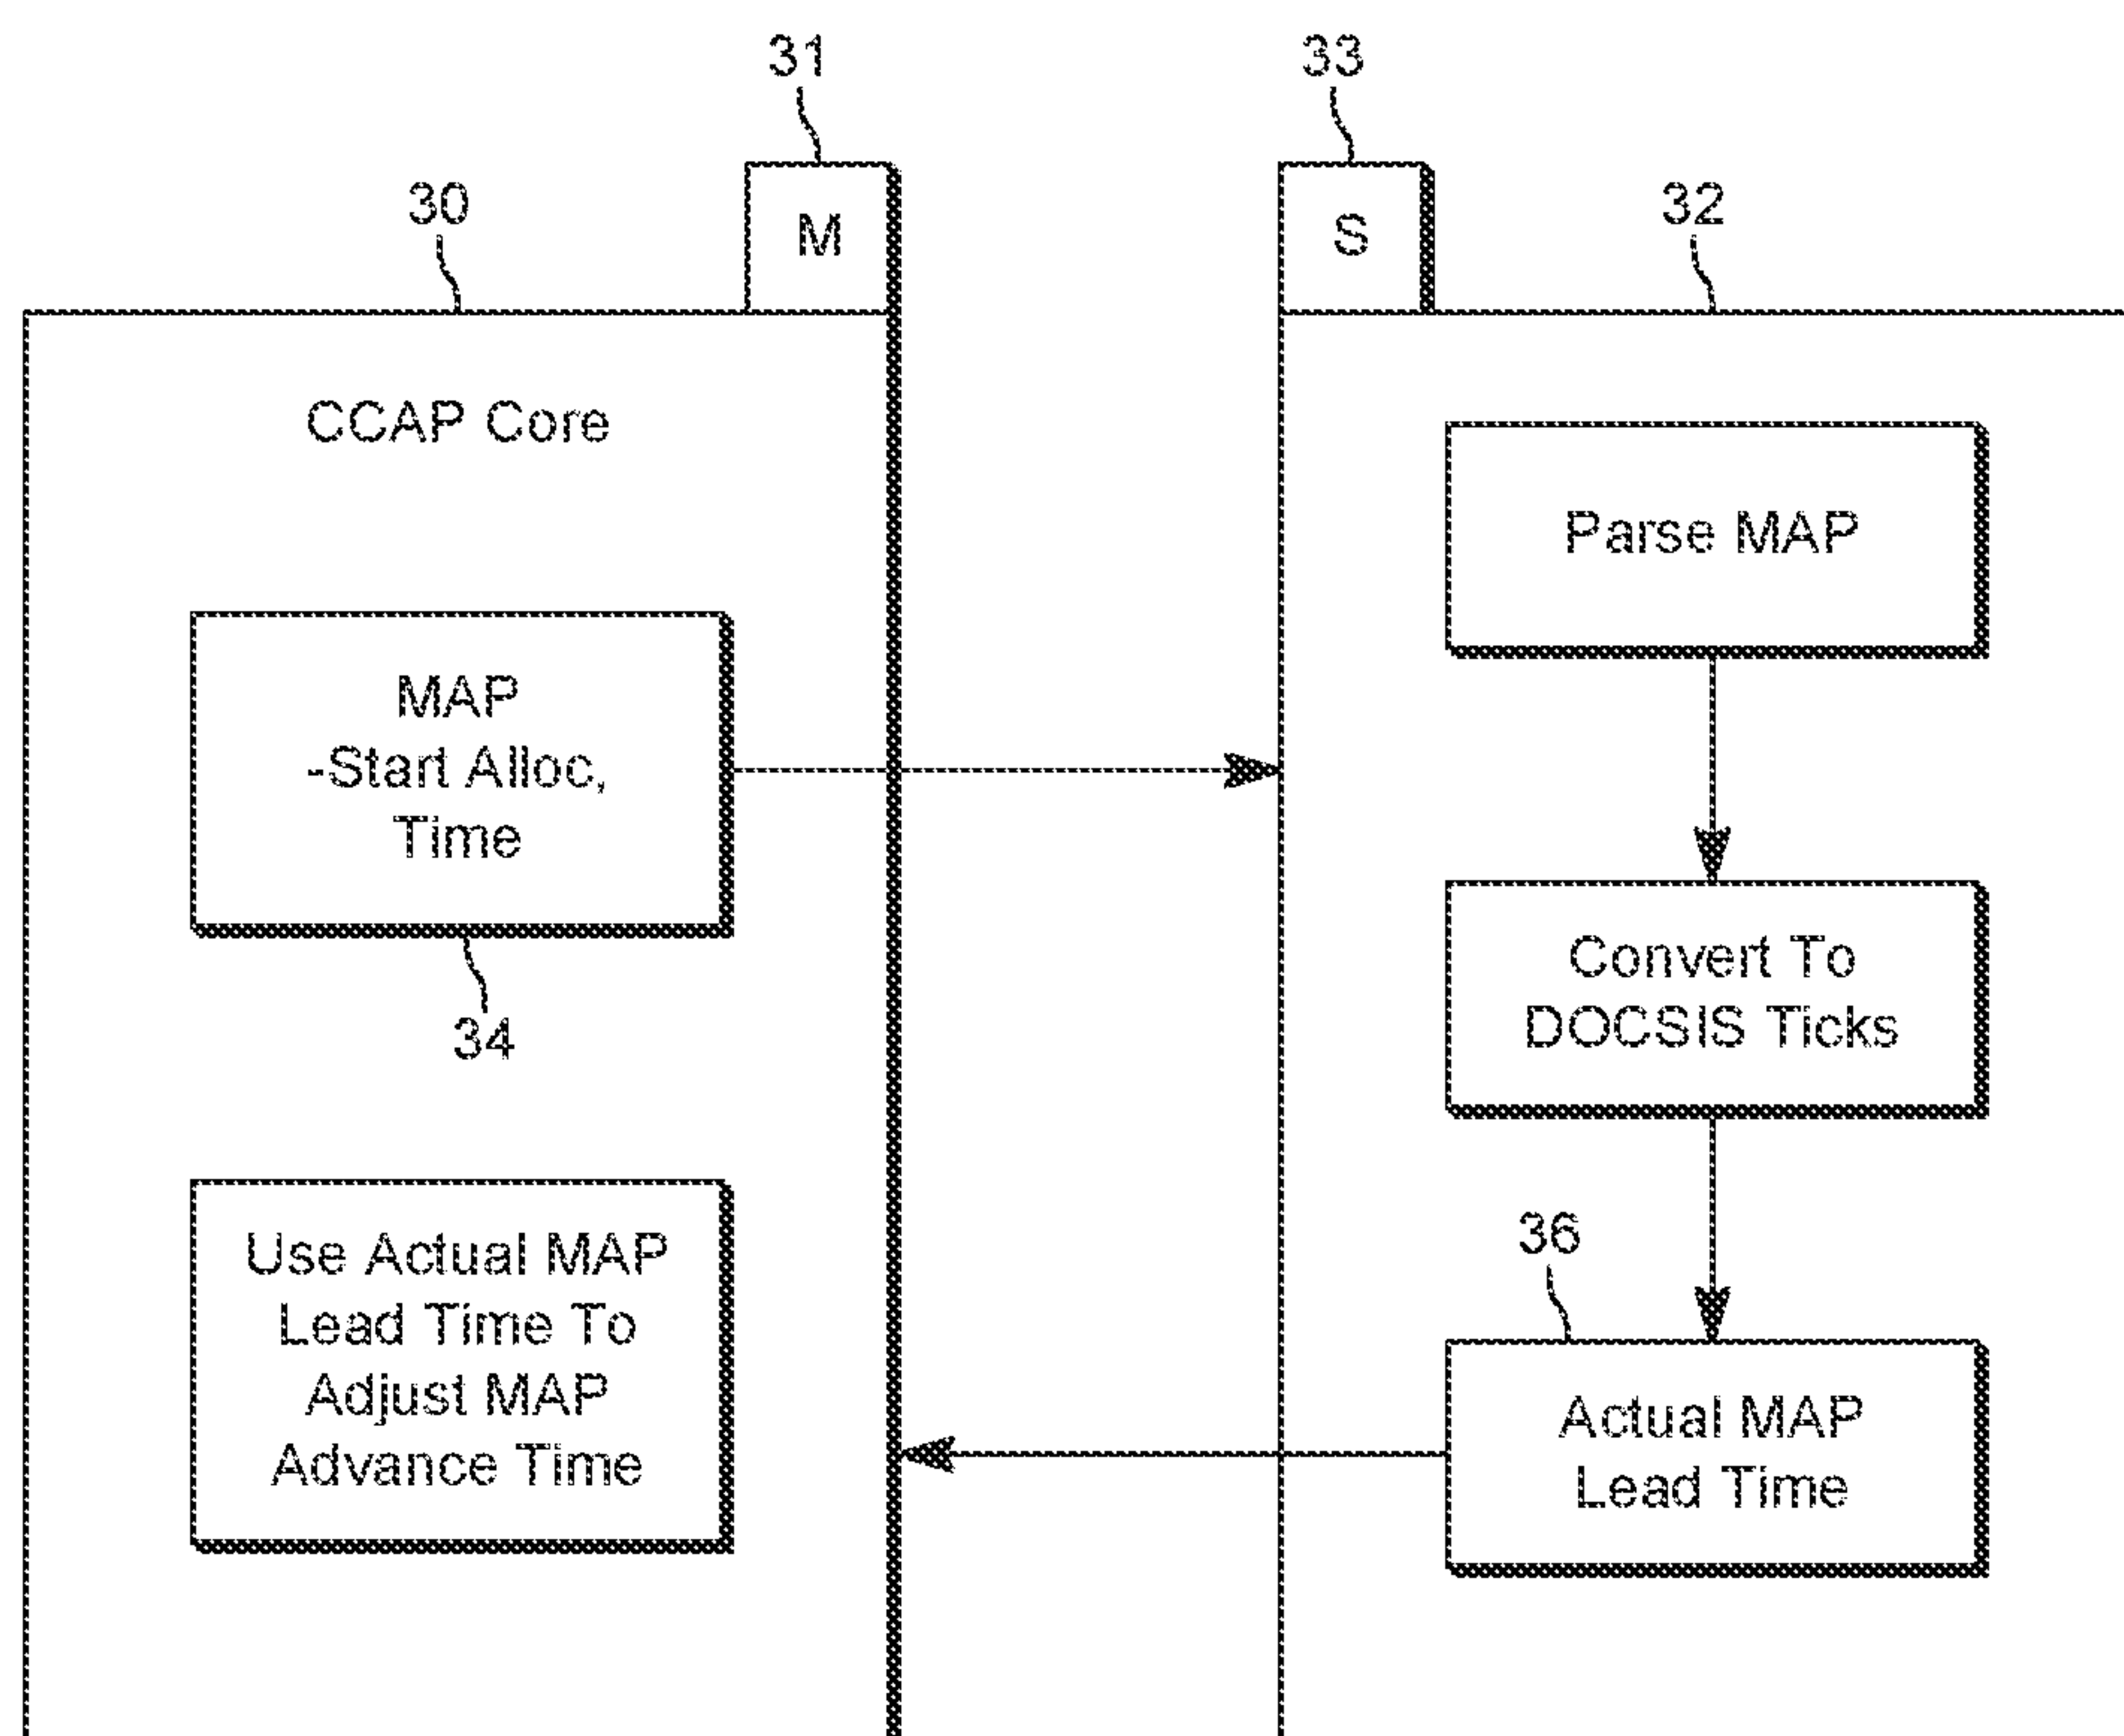 31
33
30
M
S
32
CCAP Core
Parse MAP
MAP
-Start Alloc,
Time
34
Convert To
DOCSIS Ticks
Use Actual MAP
Lead Time To
Adjust MAP
Advance Time
36
Actual MAP
Lead Time